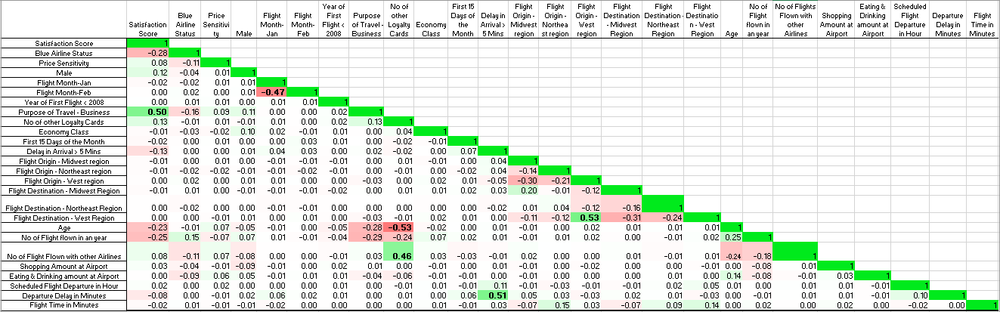 Satisfaction Score
Blue Airline Status
Price Sensitivi ty
Male
Flight Month-Jan
Flight Month-Feb
Year of First Flight < 2008
Purpose of Travel - Business
No of other Loyalty Cards
Economy Class
First 15 Days of the Month
Delay in Arrival > 5 Mins
Flight Origin - Midwest region
Flight Origin - Northeas t region
Flight Origin - West region
Flight Destination - Midwest Region
Flight Destination - Northeast Region
Flight Destinatio n - West Region
Age
No of Flight flown in an year
No of Flights Flown with other Airlines
Shopping Amount at Airport
Eating & Drinking amount at Airport
Scheduled Flight Departure in Hour
Departure Delay in Minutes
Flight Time in Minutes
Satisfaction Score 1
Blue Airline Status -0.28 1
Price Sensitivity 0.08 -0.11 1
Male 0.12 -0.04 0.01 1
Flight Month-Jan -0.02 -0.02 0.01 0.01 1
Flight Month-Feb 0.00 0.02 0.00 0.01 -0.47 1
Year of First Flight < 2008 0.00 0.01 0.01 0.00 0.01 0.01 1
Purpose of Travel - Business 0.50 -0.16 0.09 0.11 0.00 0.00 0.02 1
No of other Loyalty Cards 0.13 -0.01 0.01 -0.01 0.01 0.00 0.02 0.13 1
Economy Class -0.01 -0.03 -0.02 0.10 0.02 -0.01 0.01 0.00 0.04 1
First 15 Days of the Month -0.02 0.01 0.00 0.01 0.00 0.03 0.01 0.00 -0.02 -0.01 1
Delay in Arrival > 5 Mins -0.13 0.00 0.00 -0.01 0.04 0.03 0.00 0.02 -0.02 0.00 0.07 1
Flight Origin - Midwest region -0.01 0.00 0.01 0.00 -0.01 -0.01 0.00 0.01 0.00 -0.01 0.00 0.04 1
Flight Origin - Northeast region -0.01 -0.02 -0.02 -0.01 -0.01 -0.02 -0.01 0.01 0.01 0.00 -0.02 0.04 -0.14 1
Flight Origin - West region 0.00 0.02 0.01 0.00 0.01 0.00 0.00 -0.03 0.00 0.02 0.01 -0.05 -0.30 -0.21 1
Flight Destination - Midwest Region -0.01 0.01 0.00 -0.01 0.01 -0.01 0.00 0.01 -0.01 -0.01 0.02 0.03 0.20 -0.01 -0.12 1
Flight Destination - Northeast Region 0.00 -0.02 0.00 0.00 -0.01 -0.01 0.00 0.01 0.00 0.00 0.00 -0.02 0.01 0.04 -0.12 -0.16 1
Flight Destination - West Region 0.00 0.02 0.00 0.00 0.01 0.00 0.00 -0.03 -0.01 0.02 0.00 0.01 -0.11 -0.12 0.53 -0.31 -0.24 1
Age -0.23 -0.01 0.07 -0.05 -0.01 0.00 -0.05 -0.28 -0.53 -0.02 0.00 0.01 0.00 0.00 0.02 0.01 0.01 0.01 1
No of Flight flown in an year -0.25 0.15 -0.07 0.07 0.01 -0.01 -0.04 -0.29 -0.24 0.07 0.02 0.01 -0.01 -0.01 0.02 0.00 -0.01 0.02 0.25 1
No of Flight Flown with other Airlines 0.08 -0.11 0.07 -0.08 0.00 0.00 -0.01 0.03 0.46 -0.03 -0.01 0.02 0.01 0.00 -0.01 0.01 0.00 -0.01 -0.24 -0.18 1
Shopping Amount at Airport 0.03 -0.04 -0.01 -0.09 0.01 0.00 0.02 0.01 0.00 -0.01 0.01 -0.02 0.00 -0.02 0.02 0.00 -0.01 0.01 0.00 -0.08 0.01 1
Eating & Drinking amount at Airport 0.00 -0.09 0.06 0.05 0.01 0.00 0.00 -0.04 -0.06 0.01 0.00 0.01 0.00 0.01 0.00 -0.01 0.00 0.00 0.14 -0.08 0.00 0.03 1
Scheduled Flight Departure in Hour 0.02 0.00 0.02 0.00 0.00 0.00 0.00 0.00 -0.01 0.01 -0.01 0.11 -0.01 -0.03 -0.01 -0.01 0.02 -0.05 0.01 0.00 0.01 0.01 -0.01 1
Departure Delay in Minutes -0.08 0.00 0.01 -0.01 0.06 0.02 0.01 0.02 -0.01 0.00 0.06 0.51 0.05 0.03 -0.03 0.02 0.01 -0.03 0.00 0.00 0.01 -0.01 0.00 0.10 1
Flight Time in Minutes -0.02 0.01 -0.01 -0.01 -0.02 0.00 0.00 0.00 0.00 0.00 -0.01 0.03 -0.07 0.15 0.03 -0.07 0.09 0.14 0.00 0.02 0.00 0.03 0.00 -0.02 0.00 1